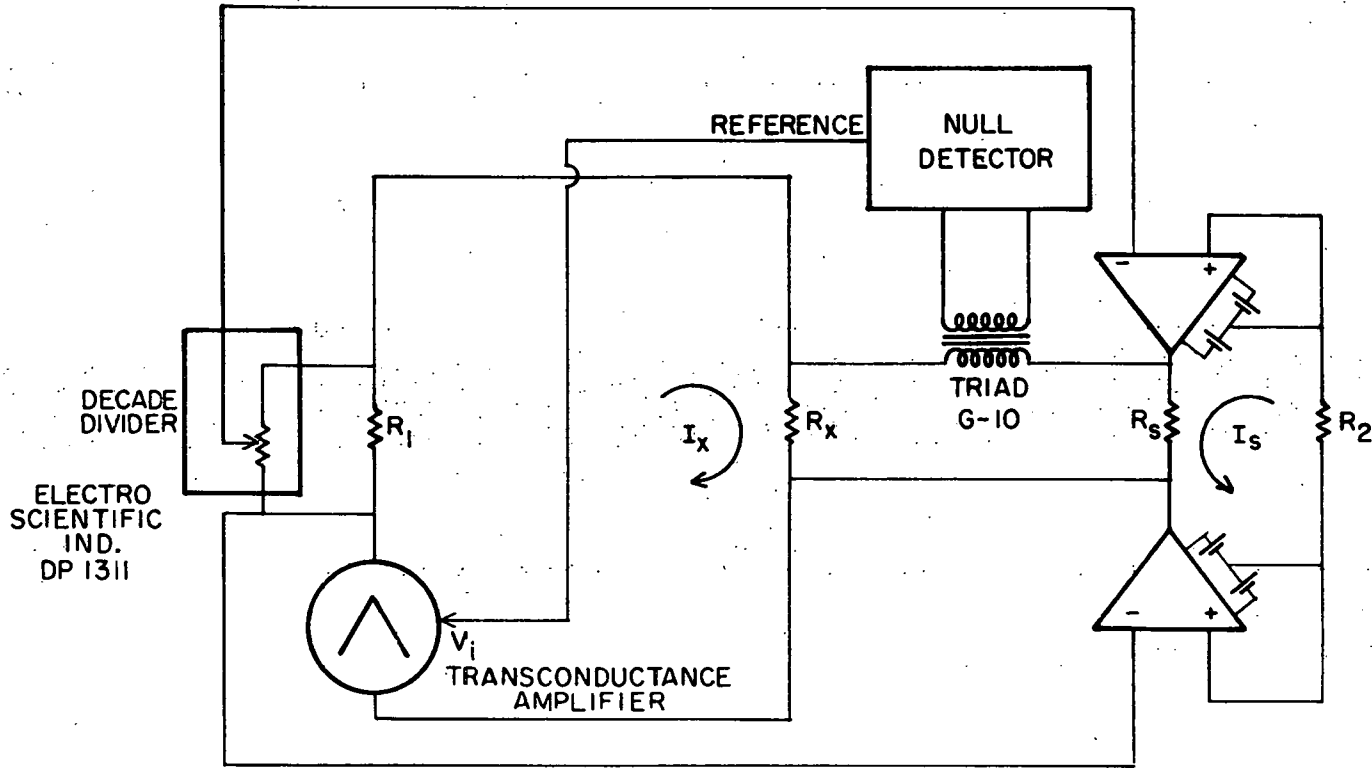 REFERENCE
NULL
DETECTOR
-
+
DECADE
DIVIDER
R1
Ix
Rx
TRIAD
G-10
Rs
Is
R2
ELECTRO
SCIENTIFIC
IND.
DP 1311
Vi
TRANSCONDUCTANCE
AMPLIFIER
-
+